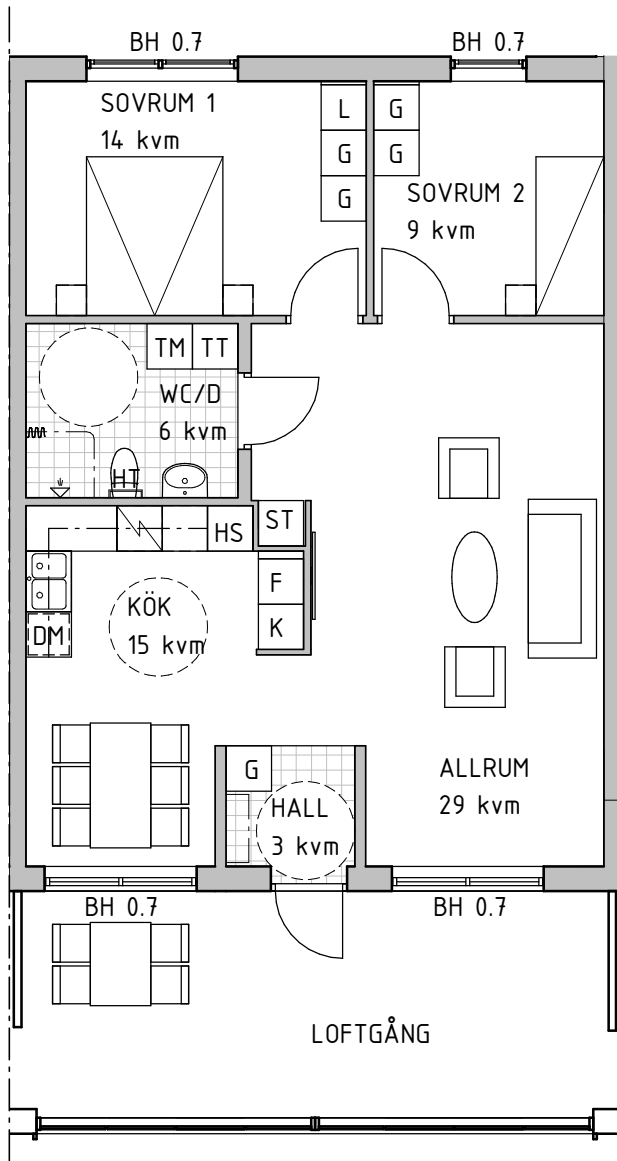 BH 0.7
BH 0.7
SOVRUM 1
14 kvm
L
G
G
G
G
SOVRUM 2
9 kvm
TM
TT
WC/D
6 kvm
HT
HS
ST
F
K
KÖK
15 kvm
DM
G
HALL
3 kvm
ALLRUM
29 kvm
BH 0.7
BH 0.7
LOFTGÅNG